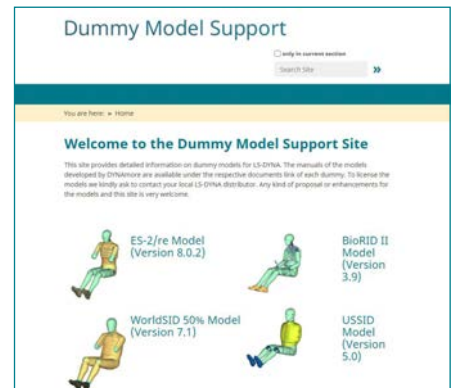 Dummy Model Support
only in current section
Search Site »
You are here: » Home
Welcome to the Dummy Model Support Site
This site provides detailed information on dummy models for LS-DYNA. The manuals of the models
developed by DYNAmore are available under the respective documents link of each dummy. To license the
models we kindly ask to contact your local LS-DYNA distributor. Any kind of proposal or enhancements for
the models and this site is very welcome.
ES-2/re Model
(Version 8.0.2)
BioRID II
Model
(Version
3.9)
WorldSID 50% Model
(Version 7.1)
USSID
Model
(Version
5.0)